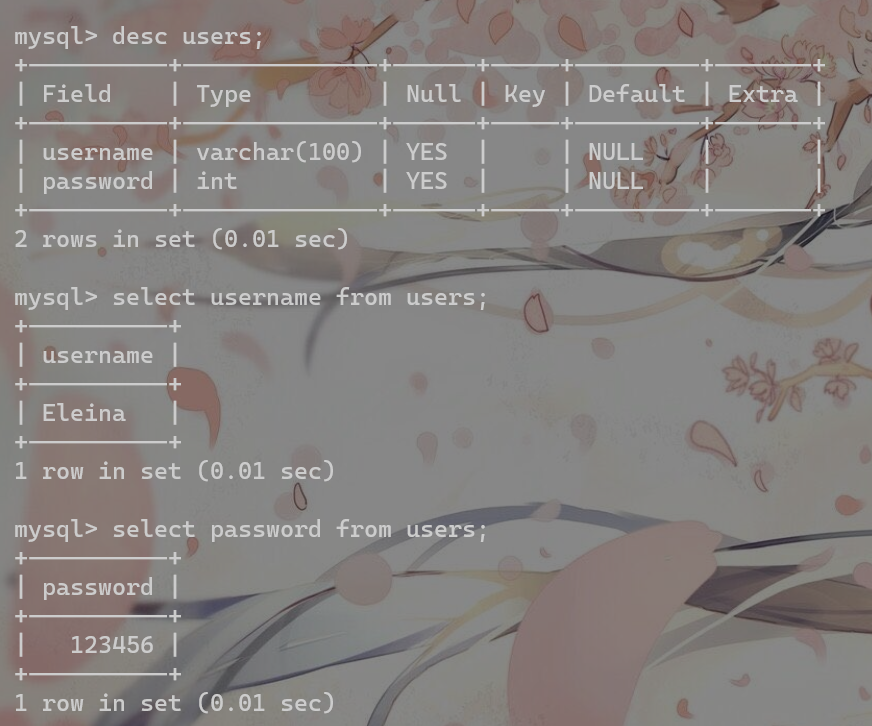 mysql> desc users;
+----------+--------------+------+-----+---------+-------+
| Field    | Type         | Null | Key | Default | Extra |
+----------+--------------+------+-----+---------+-------+
| username | varchar(100) | YES  |     | NULL    |       |
| password | int          | YES  |     | NULL    |       |
+----------+--------------+------+-----+---------+-------+
2 rows in set (0.01 sec)
mysql> select username from users;
+----------+
| username |
+----------+
| Eleina   |
+----------+
1 row in set (0.01 sec)
mysql> select password from users;
+----------+
| password |
+----------+
|   123456 |
+----------+
1 row in set (0.01 sec)